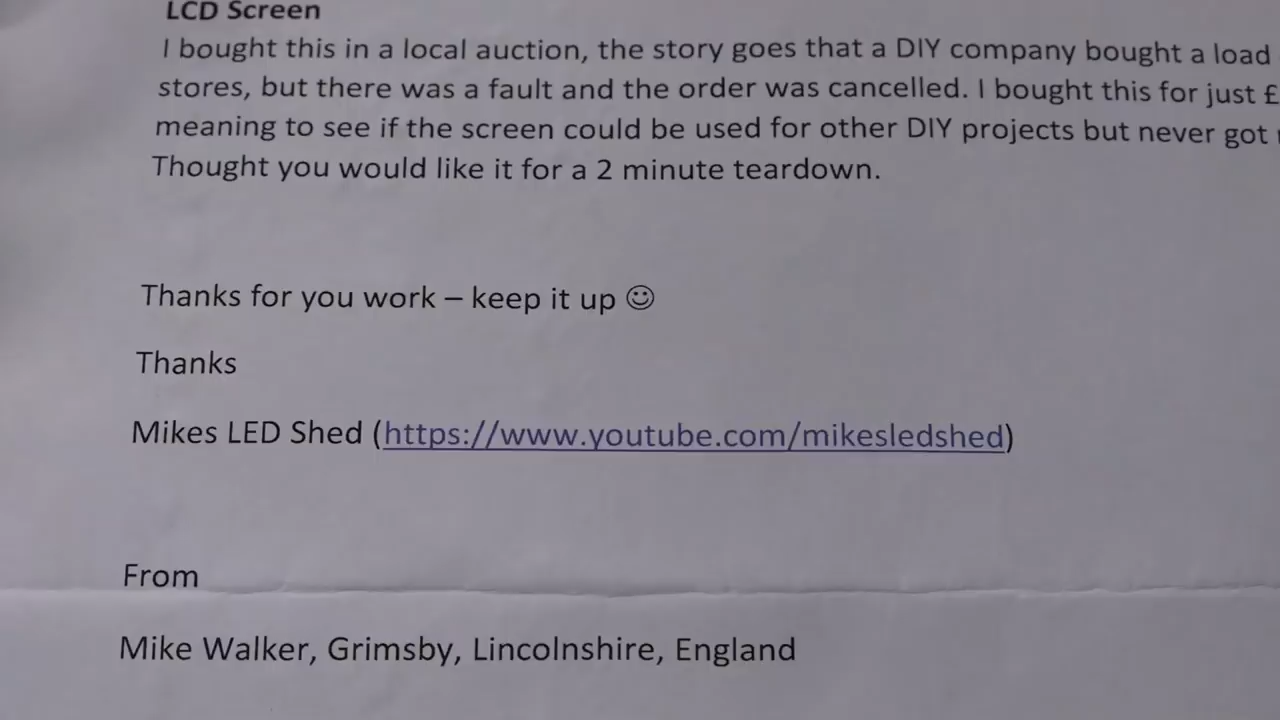 LCD Screen
I bought this in a local auction, the story goes that a DIY company bought a load
stores, but there was a fault and the order was cancelled. I bought this for just £
meaning to see if the screen could be used for other DIY projects but never got
Thought you would like it for a 2 minute teardown.
Thanks for you work – keep it up ☺
Thanks
Mikes LED Shed (https://www.youtube.com/mikesledshed)
From
Mike Walker, Grimsby, Lincolnshire, England